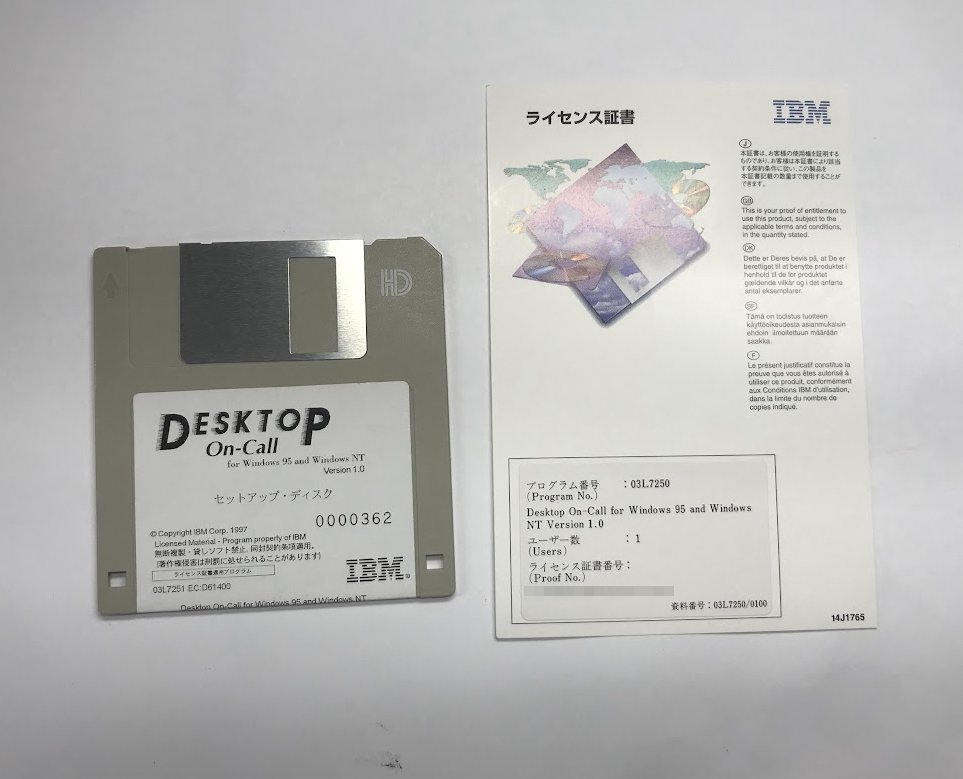 HD
DESKTOP
On-Call
for Windows 95 and Windows NT
Version 1.0
セットアップ・ディスク
0000362
© Copyright IBM Corp. 1997
Licensed Material - Program property of IBM
無断複製・貸しソフト禁止。同封契約条項適用。
(著作権侵害は刑罰に処せられることがあります)
ライセンス証書適用プログラム
IBM®
03L7251 EC:D61400
Desktop On-Call for Windows 95 and Windows NT
ライセンス証書
IBM
J
本証書は、お客様の使用権を証明する
ものであり、お客様は本証書により該当
する契約条件に従い、この製品を
本証書記載の数量まで使用することが
できます。
GB
This is your proof of entitlement to
use this product, subject to the
applicable terms and conditions,
in the quantity stated.
DK
Dette er Deres bevis på, at De er
berettiget til at benytte produktet i
henhold til de for produktet
gældende vilkår og i det anførte
antal eksemplarer.
SF
Tämä on todistus tuotteen
käyttöoikeudesta asianmukaisin
ehdoin ilmoitettuun määrään
saakka.
F
Le présent justificatif constitue la
preuve que vous êtes autorisé à
utiliser ce produit, conformément
aux Conditions IBM d'utilisation,
dans la limite du nombre de
copies indiqué.
プログラム番号 :03L7250
(Program No.)
Desktop On-Call for Windows 95 and Windows
NT Version 1.0
ユーザー数 :1
(Users)
ライセンス証書番号:
(Proof No.)
資料番号:03L7250/0100
14J1765